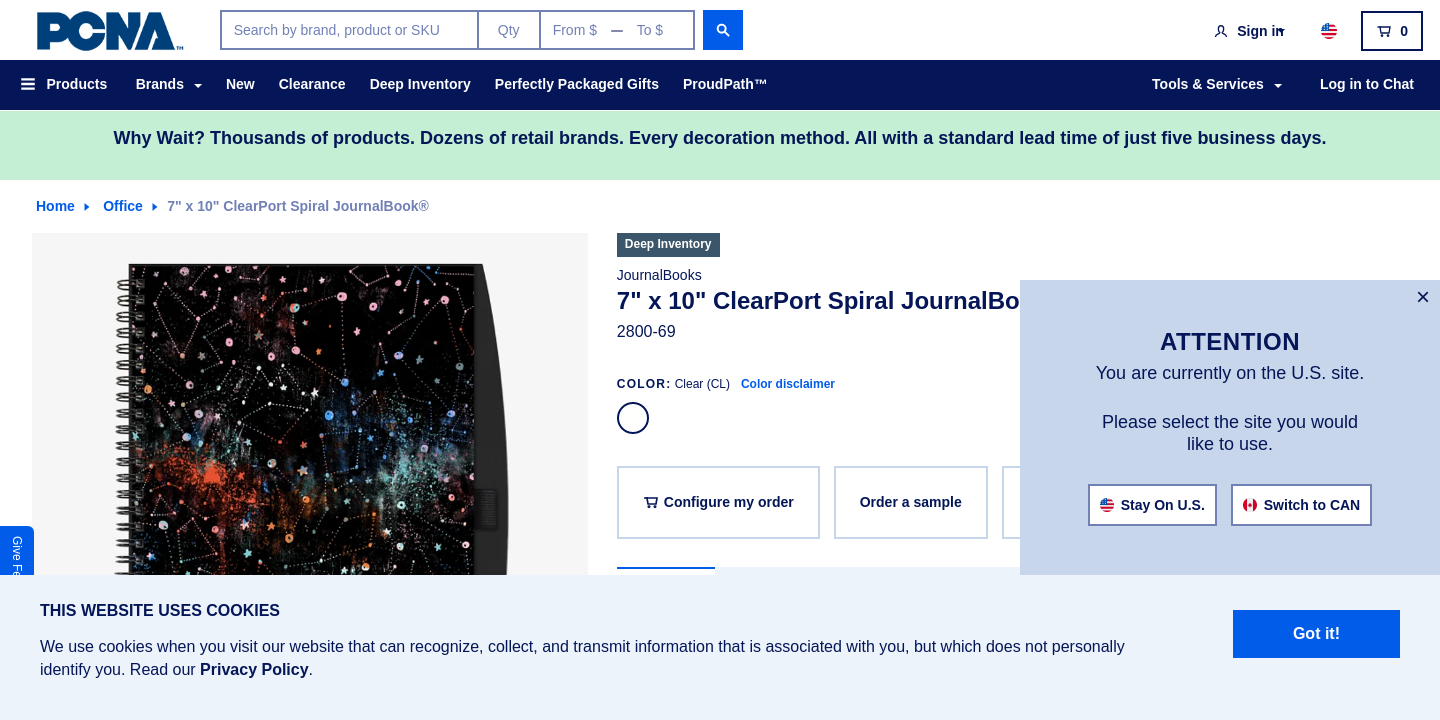 PCNA™
Search by brand, product or SKU
Qty
From $ — To $
Sign in
0
Products
Brands
New
Clearance
Deep Inventory
Perfectly Packaged Gifts
ProudPath™
Tools & Services
Log in to Chat
Why Wait? Thousands of products. Dozens of retail brands. Every decoration method. All with a standard lead time of just five business days.
Home
Office
7" x 10" ClearPort Spiral JournalBook®
Deep Inventory
JournalBooks
7" x 10" ClearPort Spiral JournalBo
2800-69
COLOR: Clear (CL) Color disclaimer
Configure my order
Order a sample
×
ATTENTION
You are currently on the U.S. site.
Please select the site you would
like to use.
Stay On U.S.
Switch to CAN
Give Fe
THIS WEBSITE USES COOKIES
We use cookies when you visit our website that can recognize, collect, and transmit information that is associated with you, but which does not personally
identify you. Read our Privacy Policy.
Got it!